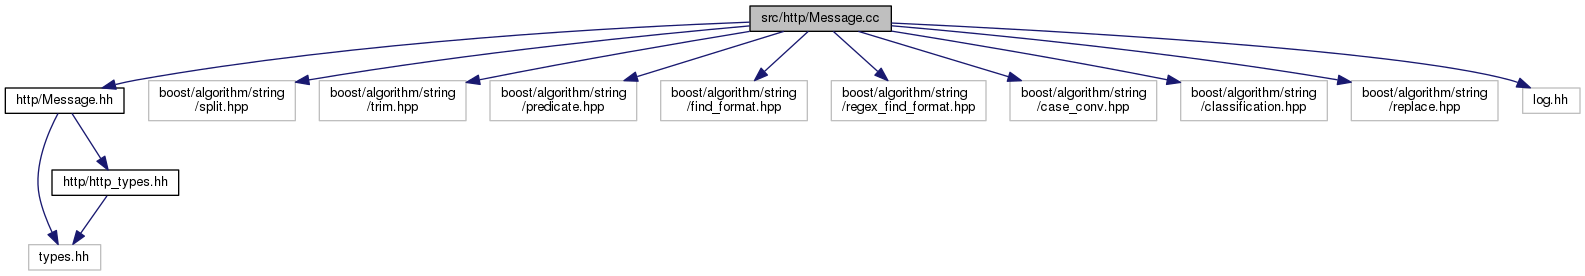 src/http/Message.cc
http/Message.hh
boost/algorithm/string
/split.hpp
boost/algorithm/string
/trim.hpp
boost/algorithm/string
/predicate.hpp
boost/algorithm/string
/find_format.hpp
boost/algorithm/string
/regex_find_format.hpp
boost/algorithm/string
/case_conv.hpp
boost/algorithm/string
/classification.hpp
boost/algorithm/string
/replace.hpp
log.hh
http/http_types.hh
types.hh